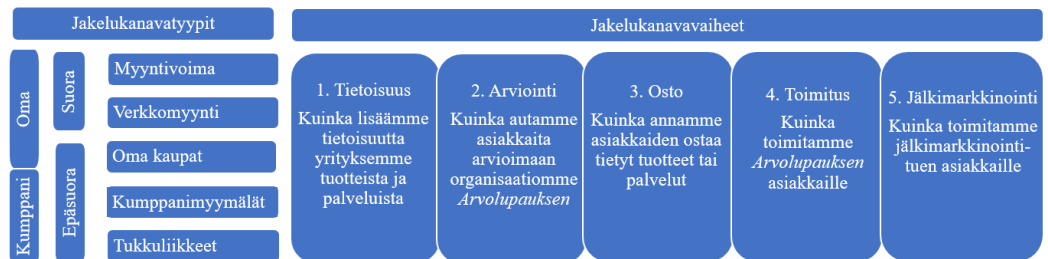 Jakelukanavatyypit
Oma
Kumppani
Suora
Epäsuora
Myyntivoima
Verkkomyynti
Oma kaupat
Kumppanimyymälät
Tukkuliikkeet
Jakelukanavavaiheet
1. Tietoisuus
Kuinka lisäämme
tietoisuutta
yrityksemme
tuotteista ja
palveluista
2. Arviointi
Kuinka autamme
asiakkaita
arvioimaan
organisaatiomme
Arvolupauksen
3. Osto
Kuinka annamme
asiakkaiden ostaa
tietyt tuotteet tai
palvelut
4. Toimitus
Kuinka
toimitamme
Arvolupauksen
asiakkaille
5. Jälkimarkkinointi
Kuinka toimitamme
jälkimarkkinointi-
tuen asiakkaille